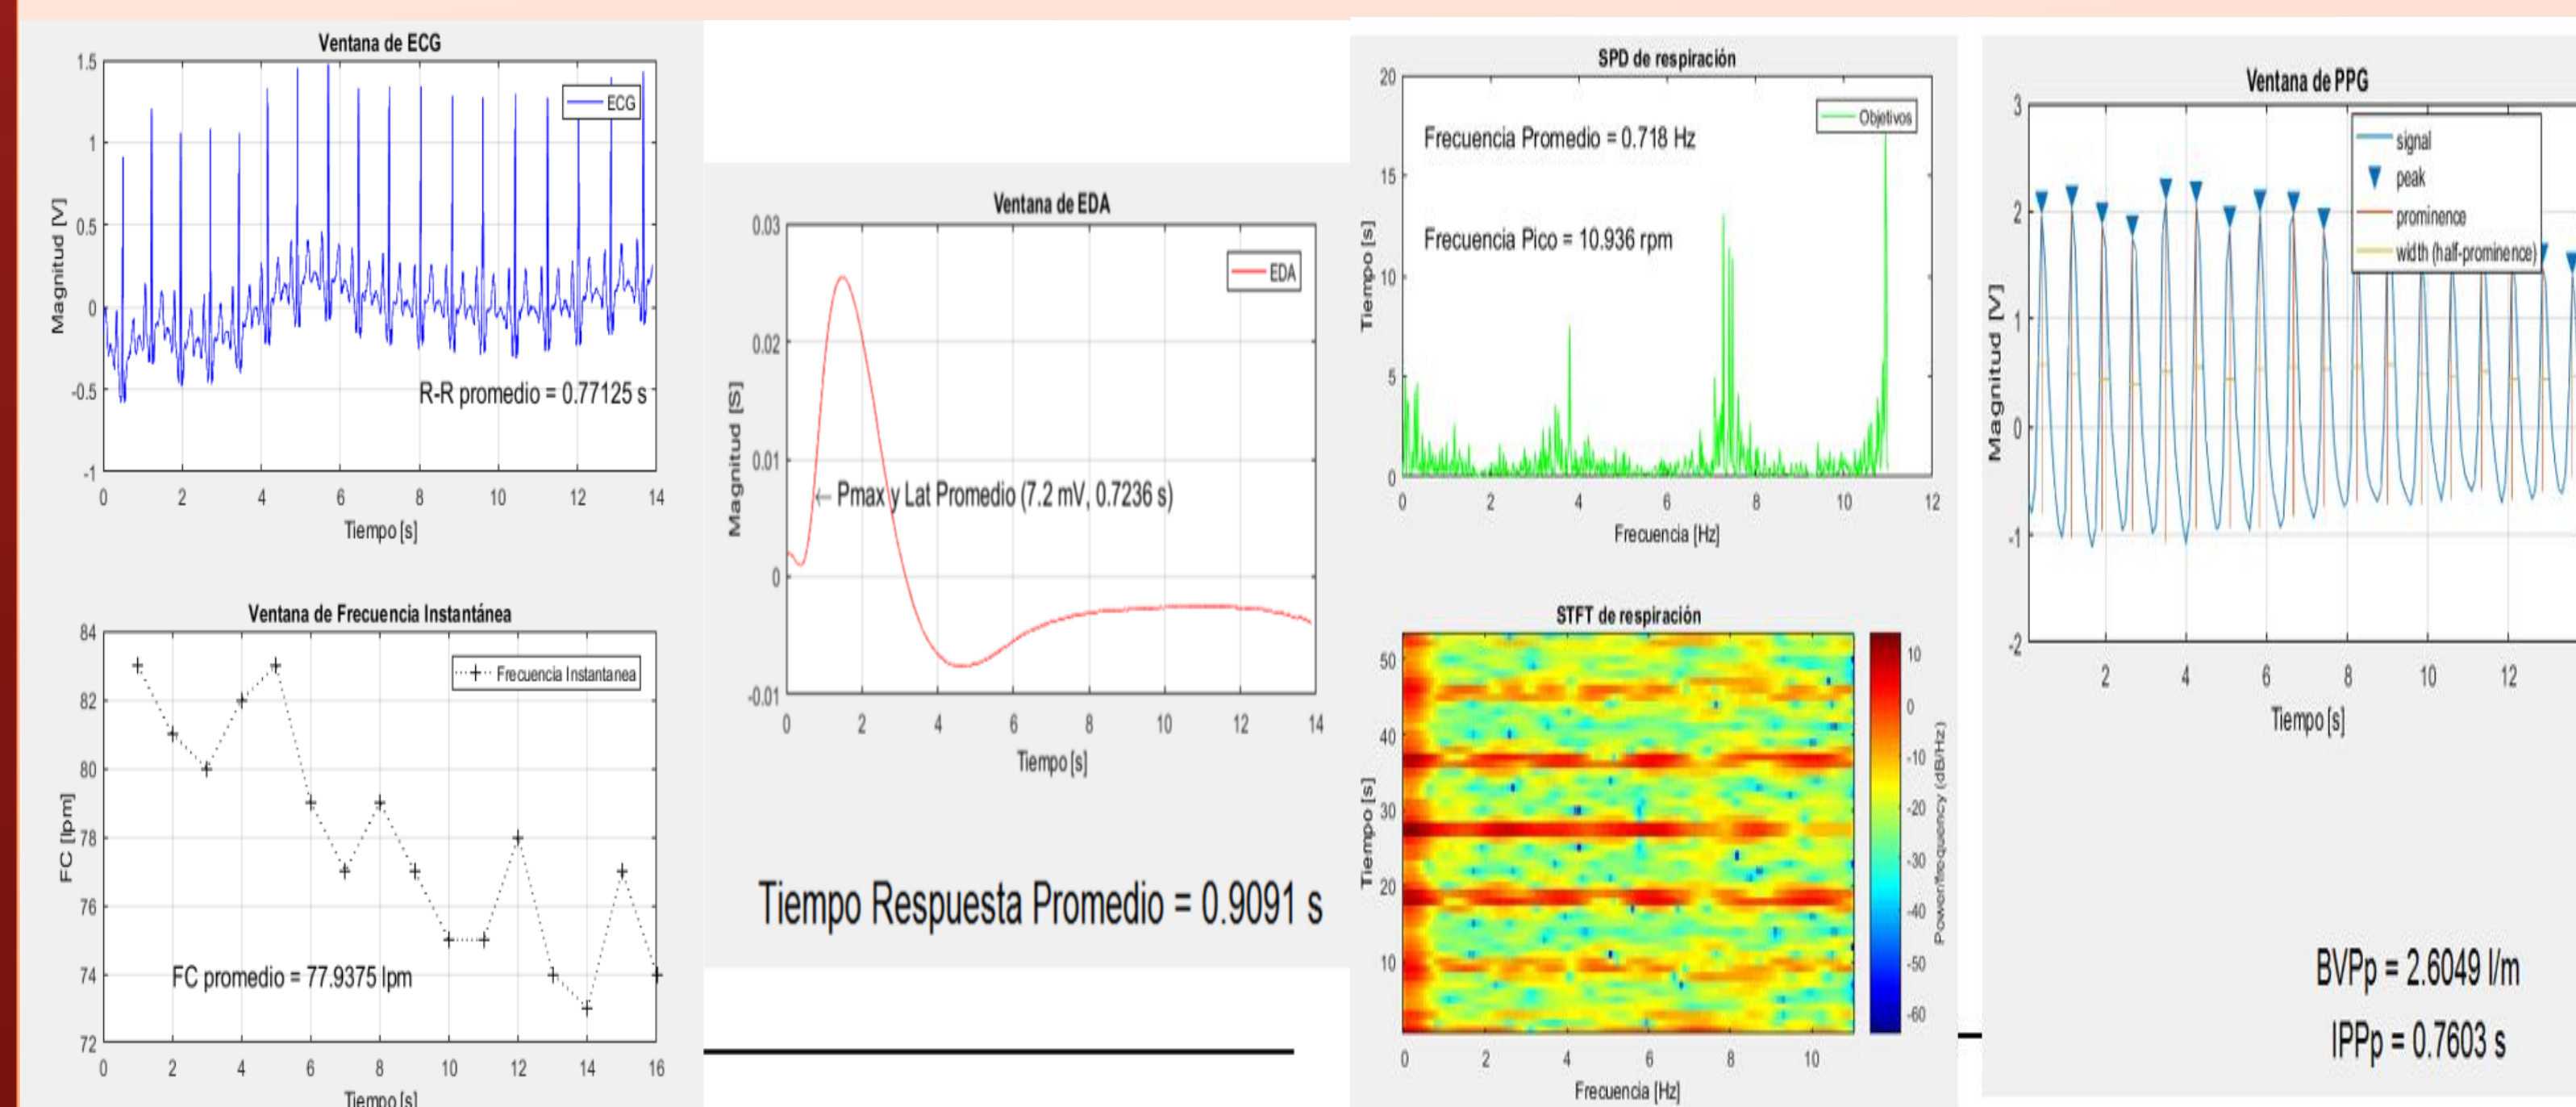 Ventana de ECG
1.5
1
0.5
0
-0.5
-1
Magnitud [V]
ECG
R-R promedio = 0.77125 s
0 2 4 6 8 10 12 14
Tiempo [s]
Ventana de Frecuencia Instantánea
84
82
80
78
76
74
72
FC [lpm]
Frecuencia Instantanea
FC promedio = 77.9375 lpm
0 2 4 6 8 10 12 14 16
Tiempo [s]
Ventana de EDA
0.03
0.02
0.01
0
-0.01
Magnitud [S]
EDA
← Pmax y Lat Promedio (7.2 mV, 0.7236 s)
0 2 4 6 8 10 12 14
Tiempo [s]
Tiempo Respuesta Promedio = 0.9091 s
SPD de respiración
20
15
10
5
0
Tiempo [s]
Objetivos
Frecuencia Promedio = 0.718 Hz
Frecuencia Pico = 10.936 rpm
0 2 4 6 8 10 12
Frecuencia [Hz]
STFT de respiración
50
40
30
20
10
Tiempo [s]
0 2 4 6 8 10
Frecuencia [Hz]
10
0
-10
-20
-30
-40
-50
-60
Power/frequency (dB/Hz)
Ventana de PPG
3
2
1
0
-1
-2
Magnitud [V]
signal
peak
prominence
width (half-prominence)
2 4 6 8 10 12
Tiempo [s]
BVPp = 2.6049 l/m
IPPp = 0.7603 s